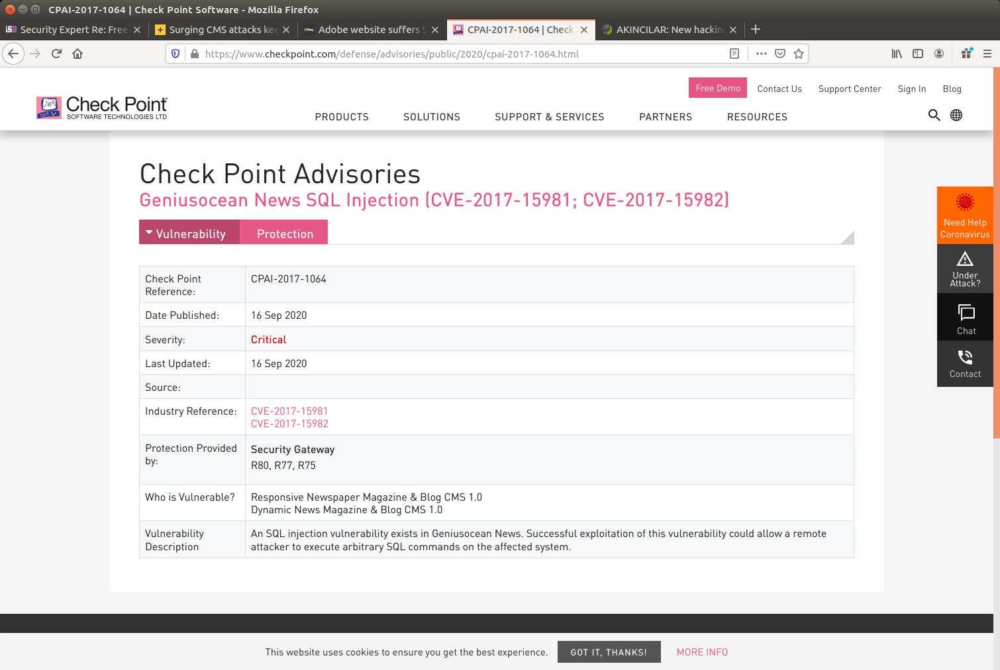 CPAI-2017-1064 | Check Point Software - Mozilla Firefox
iSB Security Expert Re: Free
Surging CMS attacks kee
ITPro. Adobe website suffers S
CPAI-2017-1064 | Check
AKINCILAR: New hackin
https://www.checkpoint.com/defense/advisories/public/2020/cpai-2017-1064.html
Free Demo Contact Us Support Center Sign In Blog
Check Point
SOFTWARE TECHNOLOGIES LTD
PRODUCTS SOLUTIONS SUPPORT & SERVICES PARTNERS RESOURCES
Check Point Advisories
Geniusocean News SQL Injection (CVE-2017-15981; CVE-2017-15982)
Vulnerability Protection
Check Point
Reference:
CPAI-2017-1064
Date Published: 16 Sep 2020
Severity: Critical
Last Updated: 16 Sep 2020
Source:
Industry Reference: CVE-2017-15981
CVE-2017-15982
Protection Provided
by:
Security Gateway
R80, R77, R75
Who is Vulnerable? Responsive Newspaper Magazine & Blog CMS 1.0
Dynamic News Magazine & Blog CMS 1.0
Vulnerability
Description
An SQL injection vulnerability exists in Geniusocean News. Successful exploitation of this vulnerability could allow a remote
attacker to execute arbitrary SQL commands on the affected system.
Need Help
Coronavirus
Under
Attack?
Chat
Contact
This website uses cookies to ensure you get the best experience. GOT IT, THANKS! MORE INFO